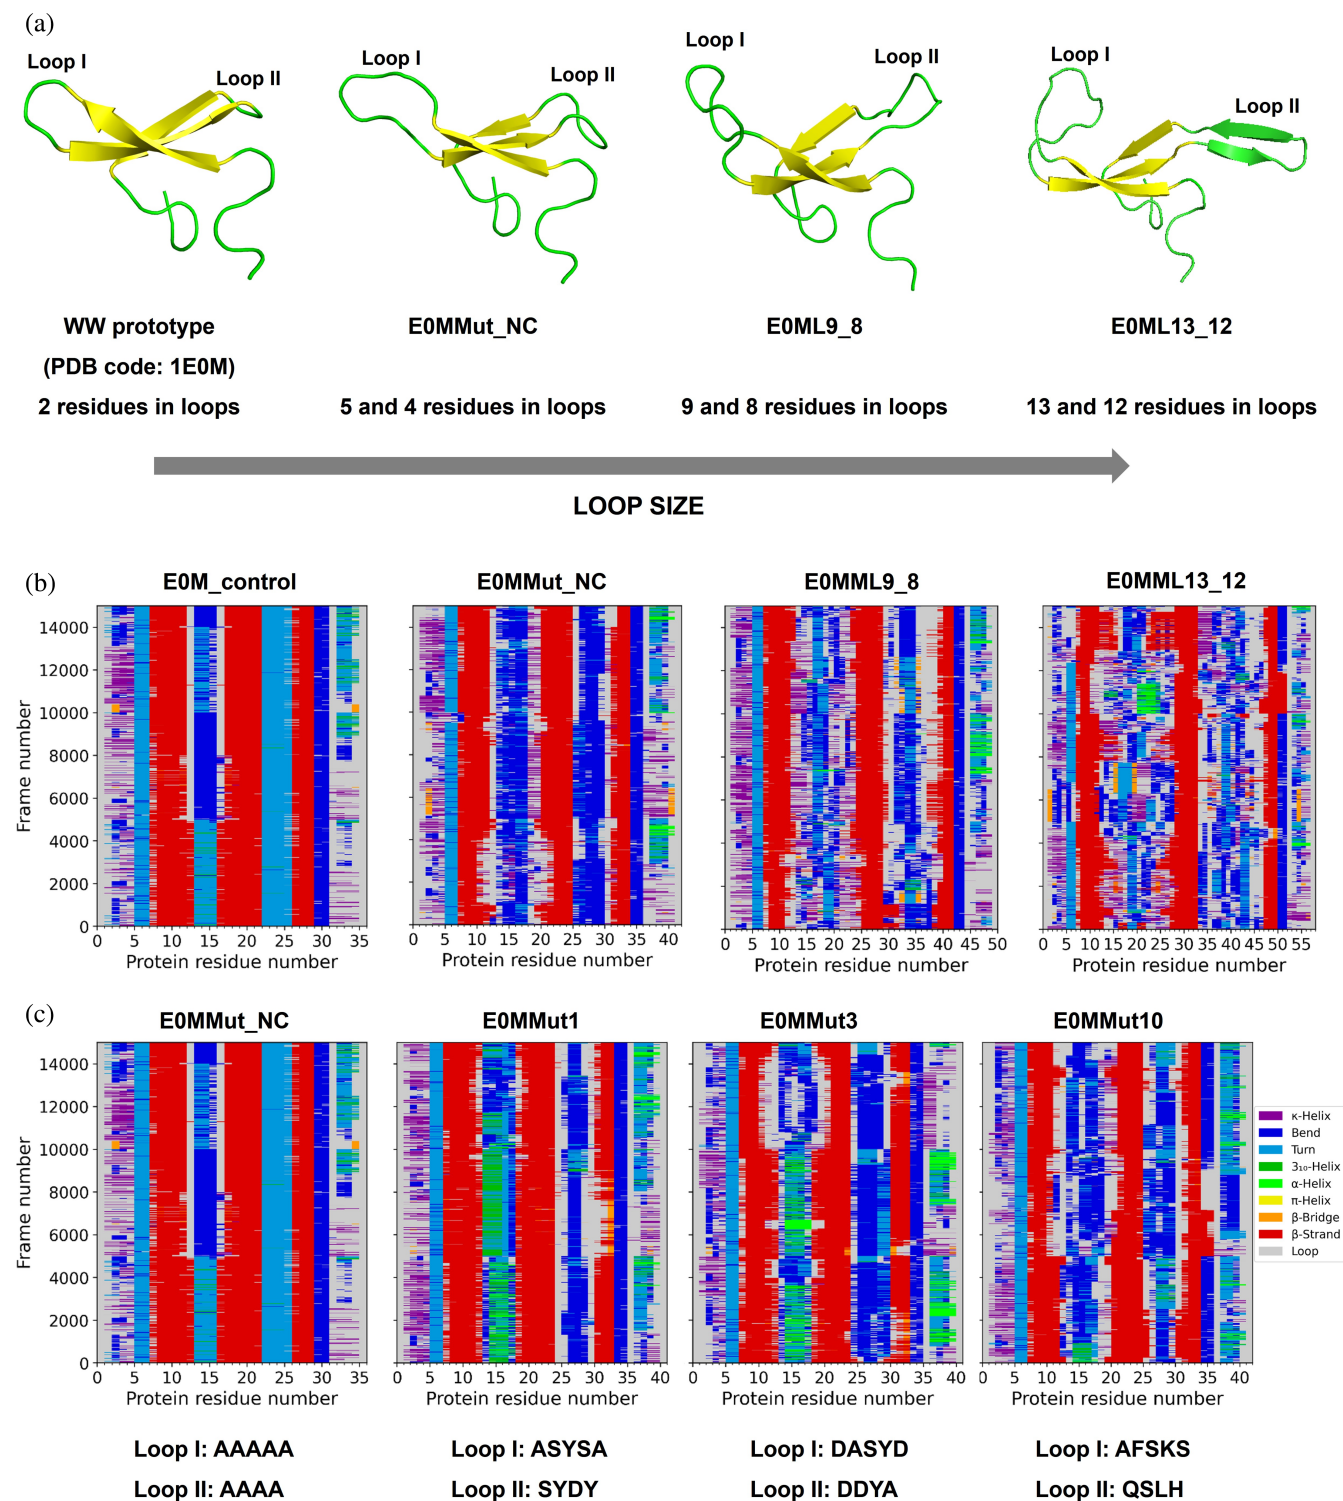 (a)
Loop I
Loop II
Loop I
Loop II
Loop I
Loop II
Loop I
Loop II
WW prototype
(PDB code: 1E0M)
2 residues in loops
E0MMut_NC
5 and 4 residues in loops
E0ML9_8
9 and 8 residues in loops
E0ML13_12
13 and 12 residues in loops
LOOP SIZE
(b)
E0M_control
E0MMut_NC
E0MML9_8
E0MML13_12
Frame number
14000
12000
10000
8000
6000
4000
2000
0
0 5 10 15 20 25 30 35
Protein residue number
0 5 10 15 20 25 30 35 40
Protein residue number
0 5 10 15 20 25 30 35 40 45 50
Protein residue number
0 5 10 15 20 25 30 35 40 45 50 55
Protein residue number
(c)
E0MMut_NC
E0MMut1
E0MMut3
E0MMut10
Frame number
14000
12000
10000
8000
6000
4000
2000
0
0 5 10 15 20 25 30 35
Protein residue number
0 5 10 15 20 25 30 35 40
Protein residue number
0 5 10 15 20 25 30 35 40
Protein residue number
0 5 10 15 20 25 30 35 40
Protein residue number
κ-Helix
Bend
Turn
3₁₀-Helix
α-Helix
π-Helix
β-Bridge
β-Strand
Loop
Loop I: AAAAA
Loop II: AAAA
Loop I: ASYSA
Loop II: SYDY
Loop I: DASYD
Loop II: DDYA
Loop I: AFSKS
Loop II: QSLH